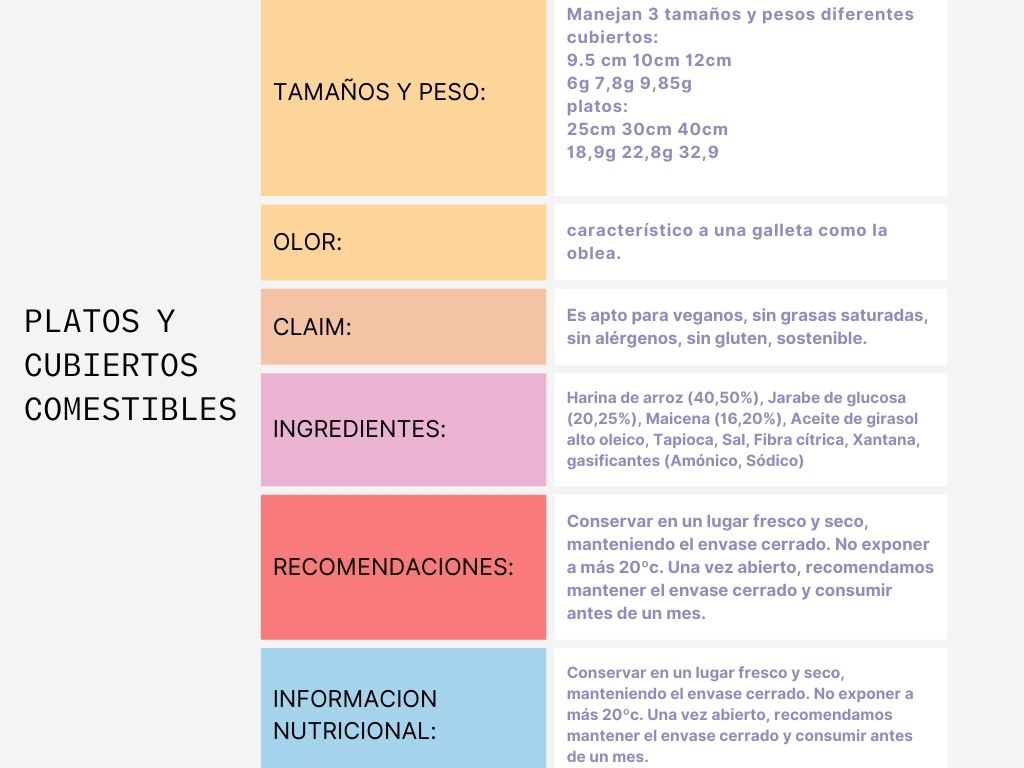 PLATOS Y
CUBIERTOS
COMESTIBLES
TAMAÑOS Y PESO:
Manejan 3 tamaños y pesos diferentes
cubiertos:
9.5 cm 10cm 12cm
6g 7,8g 9,85g
platos:
25cm 30cm 40cm
18,9g 22,8g 32,9
OLOR:
característico a una galleta como la
oblea.
CLAIM:
Es apto para veganos, sin grasas saturadas,
sin alérgenos, sin gluten, sostenible.
INGREDIENTES:
Harina de arroz (40,50%), Jarabe de glucosa
(20,25%), Maicena (16,20%), Aceite de girasol
alto oleico, Tapioca, Sal, Fibra cítrica, Xantana,
gasificantes (Amónico, Sódico)
RECOMENDACIONES:
Conservar en un lugar fresco y seco,
manteniendo el envase cerrado. No exponer
a más 20ºc. Una vez abierto, recomendamos
mantener el envase cerrado y consumir
antes de un mes.
INFORMACION
NUTRICIONAL:
Conservar en un lugar fresco y seco,
manteniendo el envase cerrado. No exponer a
más 20ºc. Una vez abierto, recomendamos
mantener el envase cerrado y consumir antes
de un mes.